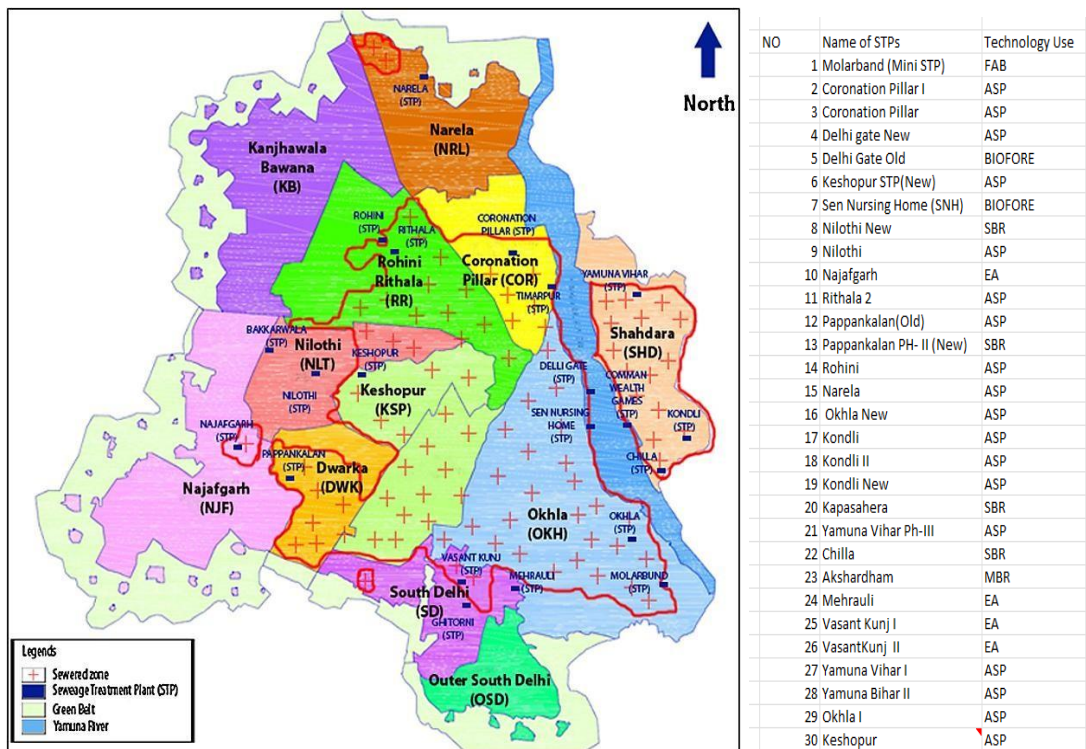 North
NARELA
(STP)
Narela
(NRL)
Kanjhawala
Bawana
(KB)
ROHINI
(STP)
RITHALA
(STP)
Rohini
Rithala
(RR)
CORONATION
PILLAR (STP)
Coronation
Pillar (COR)
TIMARPUR
(STP)
YAMUNA VIHAR
(STP)
Shahdara
(SHD)
BAKKARWALA
(STP)
Nilothi
(NLT)
NILOTHI
(STP)
KESHOPUR
(STP)
Keshopur
(KSP)
DELLI GATE
(STP)
COMMAN
WEALTH
GAMES
(STP)
SEN NURSING
HOME
(STP)
KONDLI
(STP)
CHILLA
(STP)
NAJAFGARH
(STP)
Najafgarh
(NJF)
PAPPANKALAN
(STP)
Dwarka
(DWK)
Okhla
(OKH)
OKHLA
(STP)
VASANT KUNJ
(STP)
MEHRAULI
(STP)
MOLARBUND
(STP)
South Delhi
(SD)
GHITORNI
(STP)
Outer South Delhi
(OSD)
Legends
Sewered zone
Seweage Treatment Plant (STP)
Green Belt
Yamuna River
NO Name of STPs Technology Use
1 Molarband (Mini STP) FAB
2 Coronation Pillar I ASP
3 Coronation Pillar ASP
4 Delhi gate New ASP
5 Delhi Gate Old BIOFORE
6 Keshopur STP(New) ASP
7 Sen Nursing Home (SNH) BIOFORE
8 Nilothi New SBR
9 Nilothi ASP
10 Najafgarh EA
11 Rithala 2 ASP
12 Pappankalan(Old) ASP
13 Pappankalan PH- II (New) SBR
14 Rohini ASP
15 Narela ASP
16 Okhla New ASP
17 Kondli ASP
18 Kondli II ASP
19 Kondli New ASP
20 Kapasahera SBR
21 Yamuna Vihar Ph-III ASP
22 Chilla SBR
23 Akshardham MBR
24 Mehrauli EA
25 Vasant Kunj I EA
26 VasantKunj II EA
27 Yamuna Vihar I ASP
28 Yamuna Bihar II ASP
29 Okhla I ASP
30 Keshopur ASP